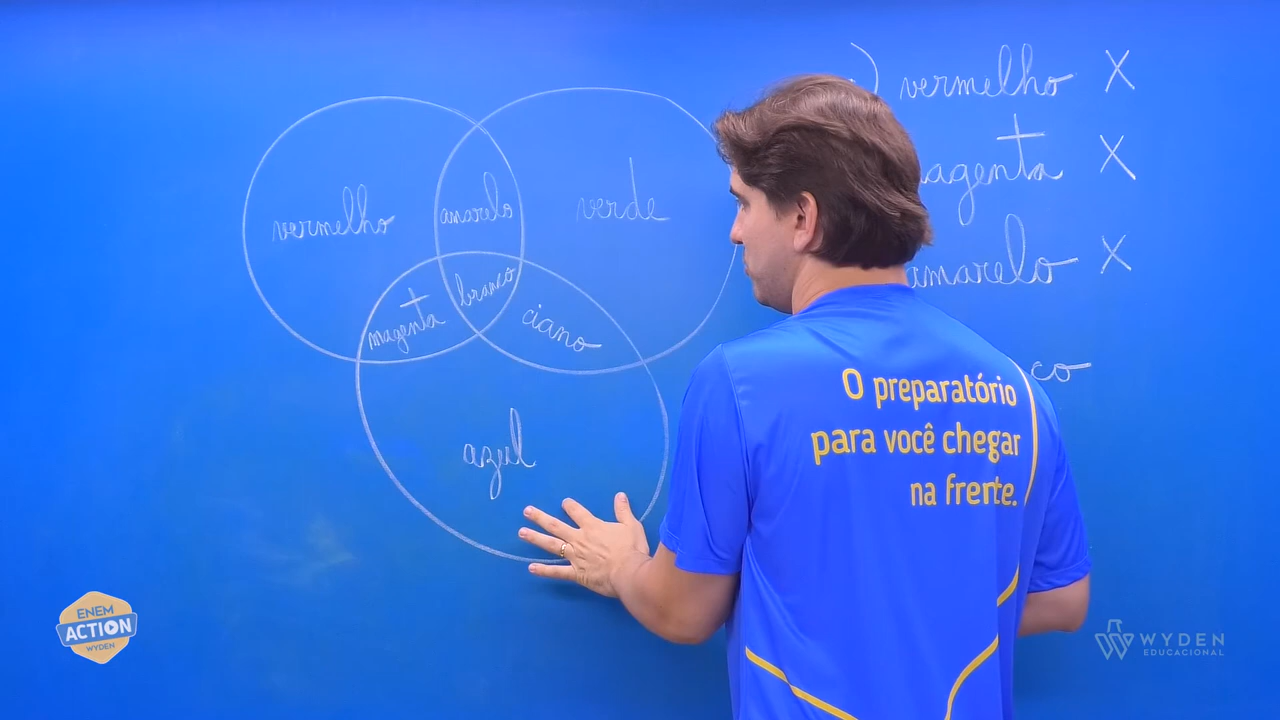 vermelho
amarelo
verde
magenta
branco
ciano
azul
) vermelho X
magenta X
amarelo X
co
O preparatório
para você chegar
na frente.
ENEM
ACTION
WYDEN
WYDEN
EDUCACIONAL